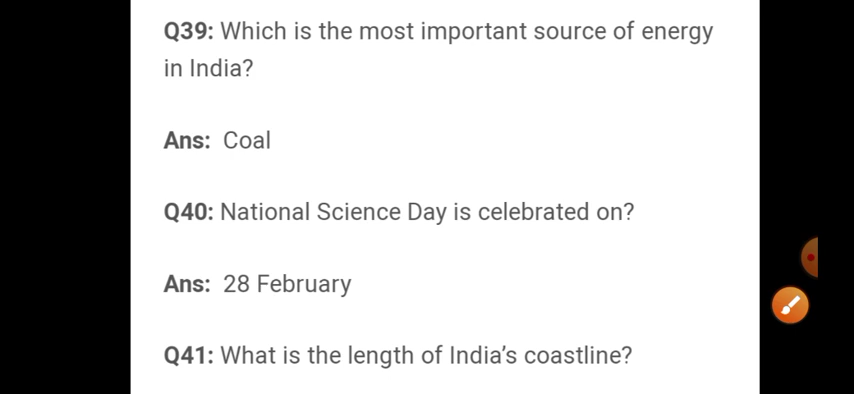 Q39: Which is the most important source of energy
in India?
Ans: Coal
Q40: National Science Day is celebrated on?
Ans: 28 February
Q41: What is the length of India’s coastline?